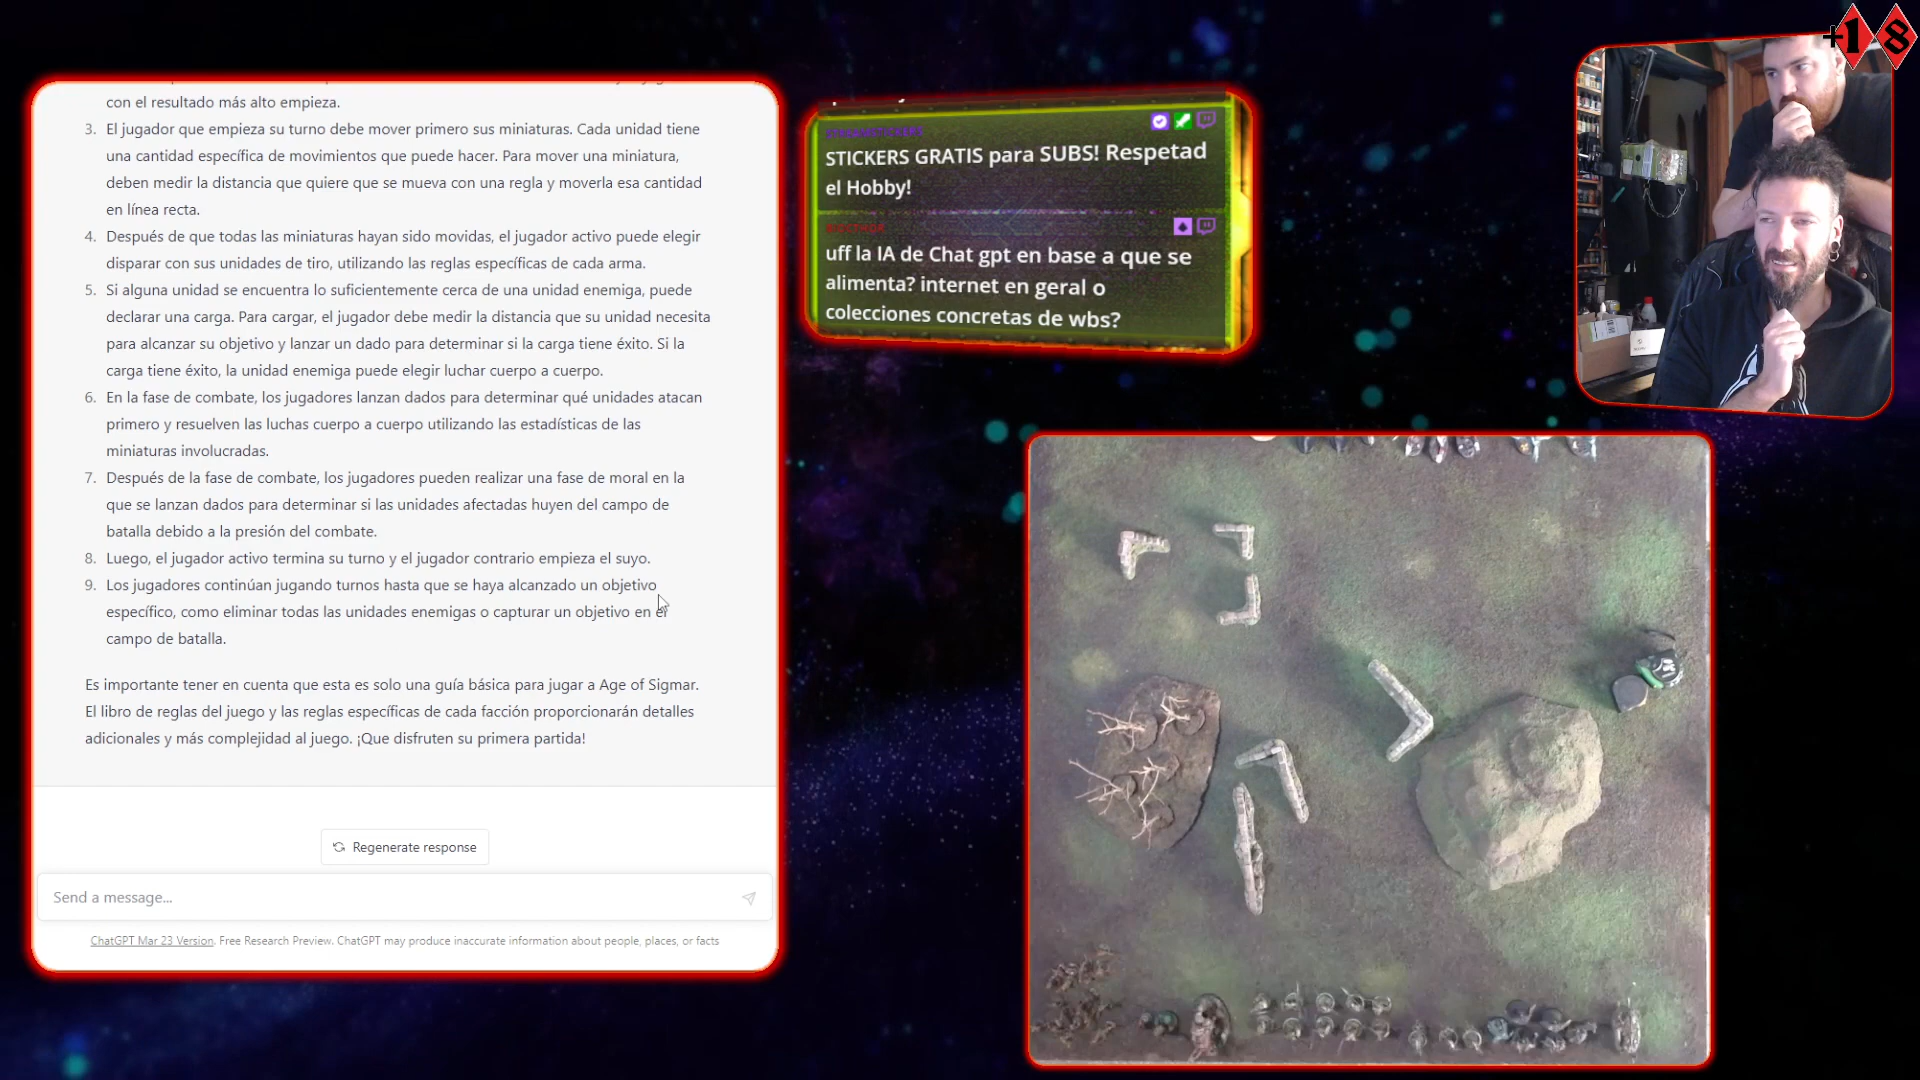 con el resultado más alto empieza.
3. El jugador que empieza su turno debe mover primero sus miniaturas. Cada unidad tiene
una cantidad específica de movimientos que puede hacer. Para mover una miniatura,
deben medir la distancia que quiere que se mueva con una regla y moverla esa cantidad
en línea recta.
4. Después de que todas las miniaturas hayan sido movidas, el jugador activo puede elegir
disparar con sus unidades de tiro, utilizando las reglas específicas de cada arma.
5. Si alguna unidad se encuentra lo suficientemente cerca de una unidad enemiga, puede
declarar una carga. Para cargar, el jugador debe medir la distancia que su unidad necesita
para alcanzar su objetivo y lanzar un dado para determinar si la carga tiene éxito. Si la
carga tiene éxito, la unidad enemiga puede elegir luchar cuerpo a cuerpo.
6. En la fase de combate, los jugadores lanzan dados para determinar qué unidades atacan
primero y resuelven las luchas cuerpo a cuerpo utilizando las estadísticas de las
miniaturas involucradas.
7. Después de la fase de combate, los jugadores pueden realizar una fase de moral en la
que se lanzan dados para determinar si las unidades afectadas huyen del campo de
batalla debido a la presión del combate.
8. Luego, el jugador activo termina su turno y el jugador contrario empieza el suyo.
9. Los jugadores continúan jugando turnos hasta que se haya alcanzado un objetivo
específico, como eliminar todas las unidades enemigas o capturar un objetivo en el
campo de batalla.
Es importante tener en cuenta que esta es solo una guía básica para jugar a Age of Sigmar.
El libro de reglas del juego y las reglas específicas de cada facción proporcionarán detalles
adicionales y más complejidad al juego. ¡Que disfruten su primera partida!
Regenerate response
Send a message...
ChatGPT Mar 23 Version. Free Research Preview. ChatGPT may produce inaccurate information about people, places, or facts
STICKERS GRATIS para SUBS! Respetad
el Hobby!
uff la IA de Chat gpt en base a que se
alimenta? internet en geral o
colecciones concretas de wbs?
+18